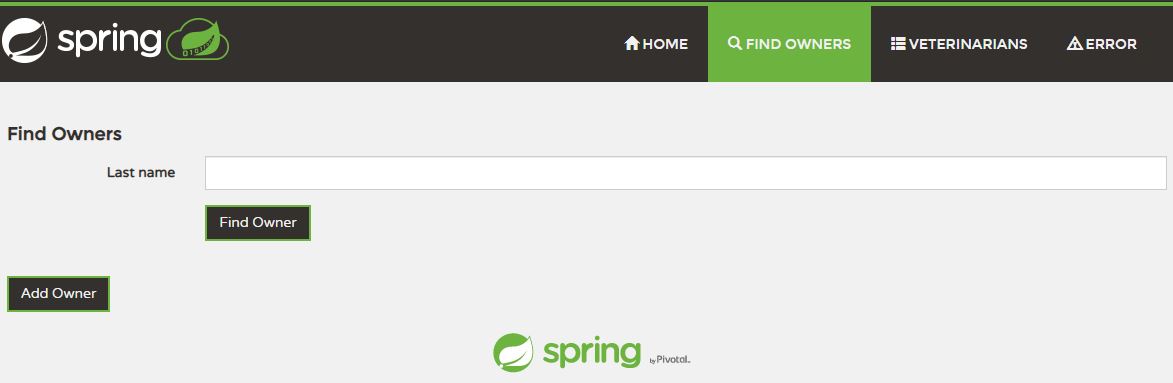 spring
HOME
FIND OWNERS
VETERINARIANS
ERROR
Find Owners
Last name
Find Owner
Add Owner
spring by Pivotal